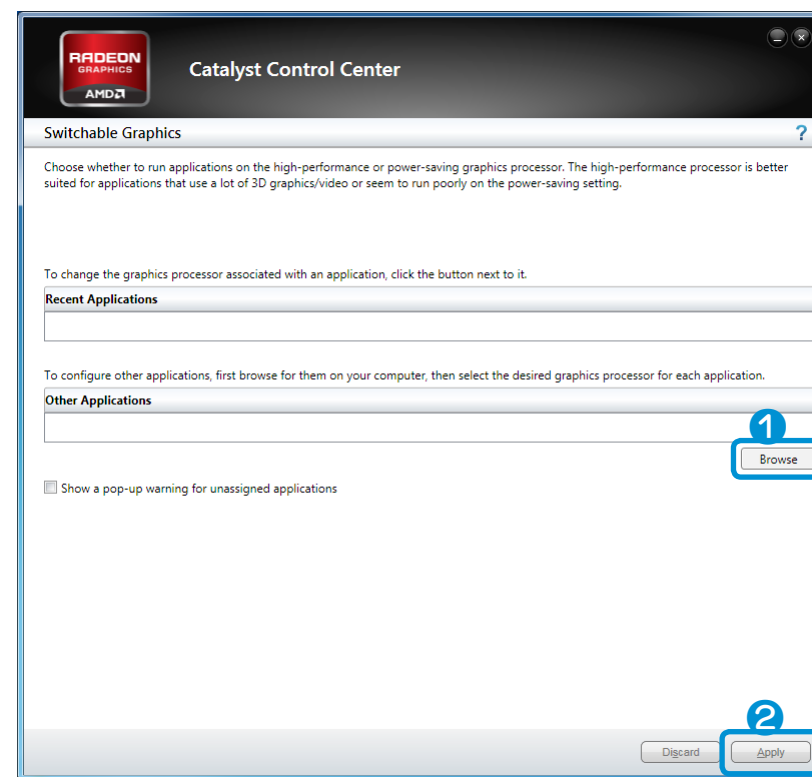 RADEON
GRAPHICS
AMD
Catalyst Control Center
Switchable Graphics
?
Choose whether to run applications on the high-performance or power-saving graphics processor. The high-performance processor is better
suited for applications that use a lot of 3D graphics/video or seem to run poorly on the power-saving setting.
To change the graphics processor associated with an application, click the button next to it.
Recent Applications
To configure other applications, first browse for them on your computer, then select the desired graphics processor for each application.
Other Applications
1
Browse
Show a pop-up warning for unassigned applications
2
Discard
Apply